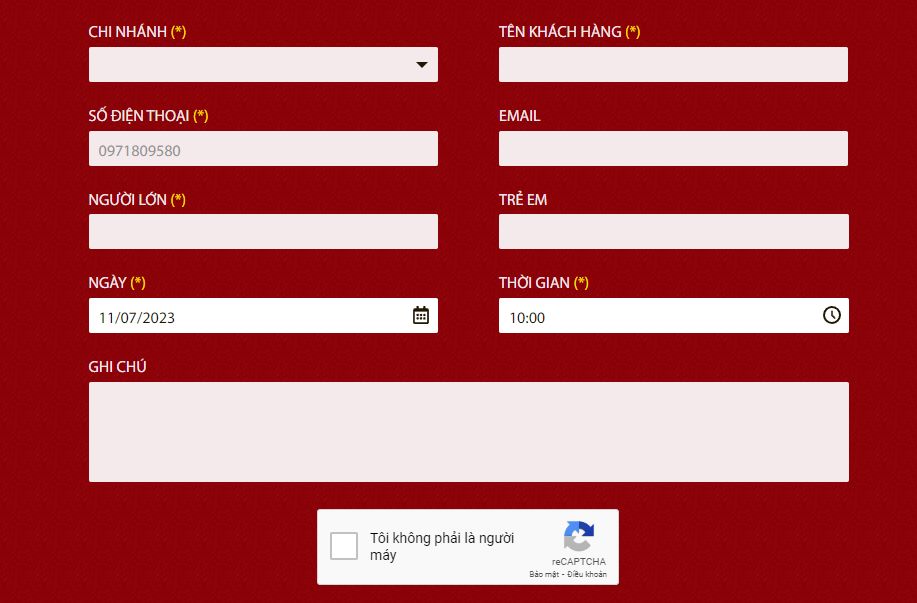 CHI NHÁNH (*)
TÊN KHÁCH HÀNG (*)
SỐ ĐIỆN THOẠI (*)
EMAIL
0971809580
NGƯỜI LỚN (*)
TRẺ EM
NGÀY (*)
THỜI GIAN (*)
11/07/2023
10:00
GHI CHÚ
Tôi không phải là người
máy
reCAPTCHA
Bảo mật - Điều khoản